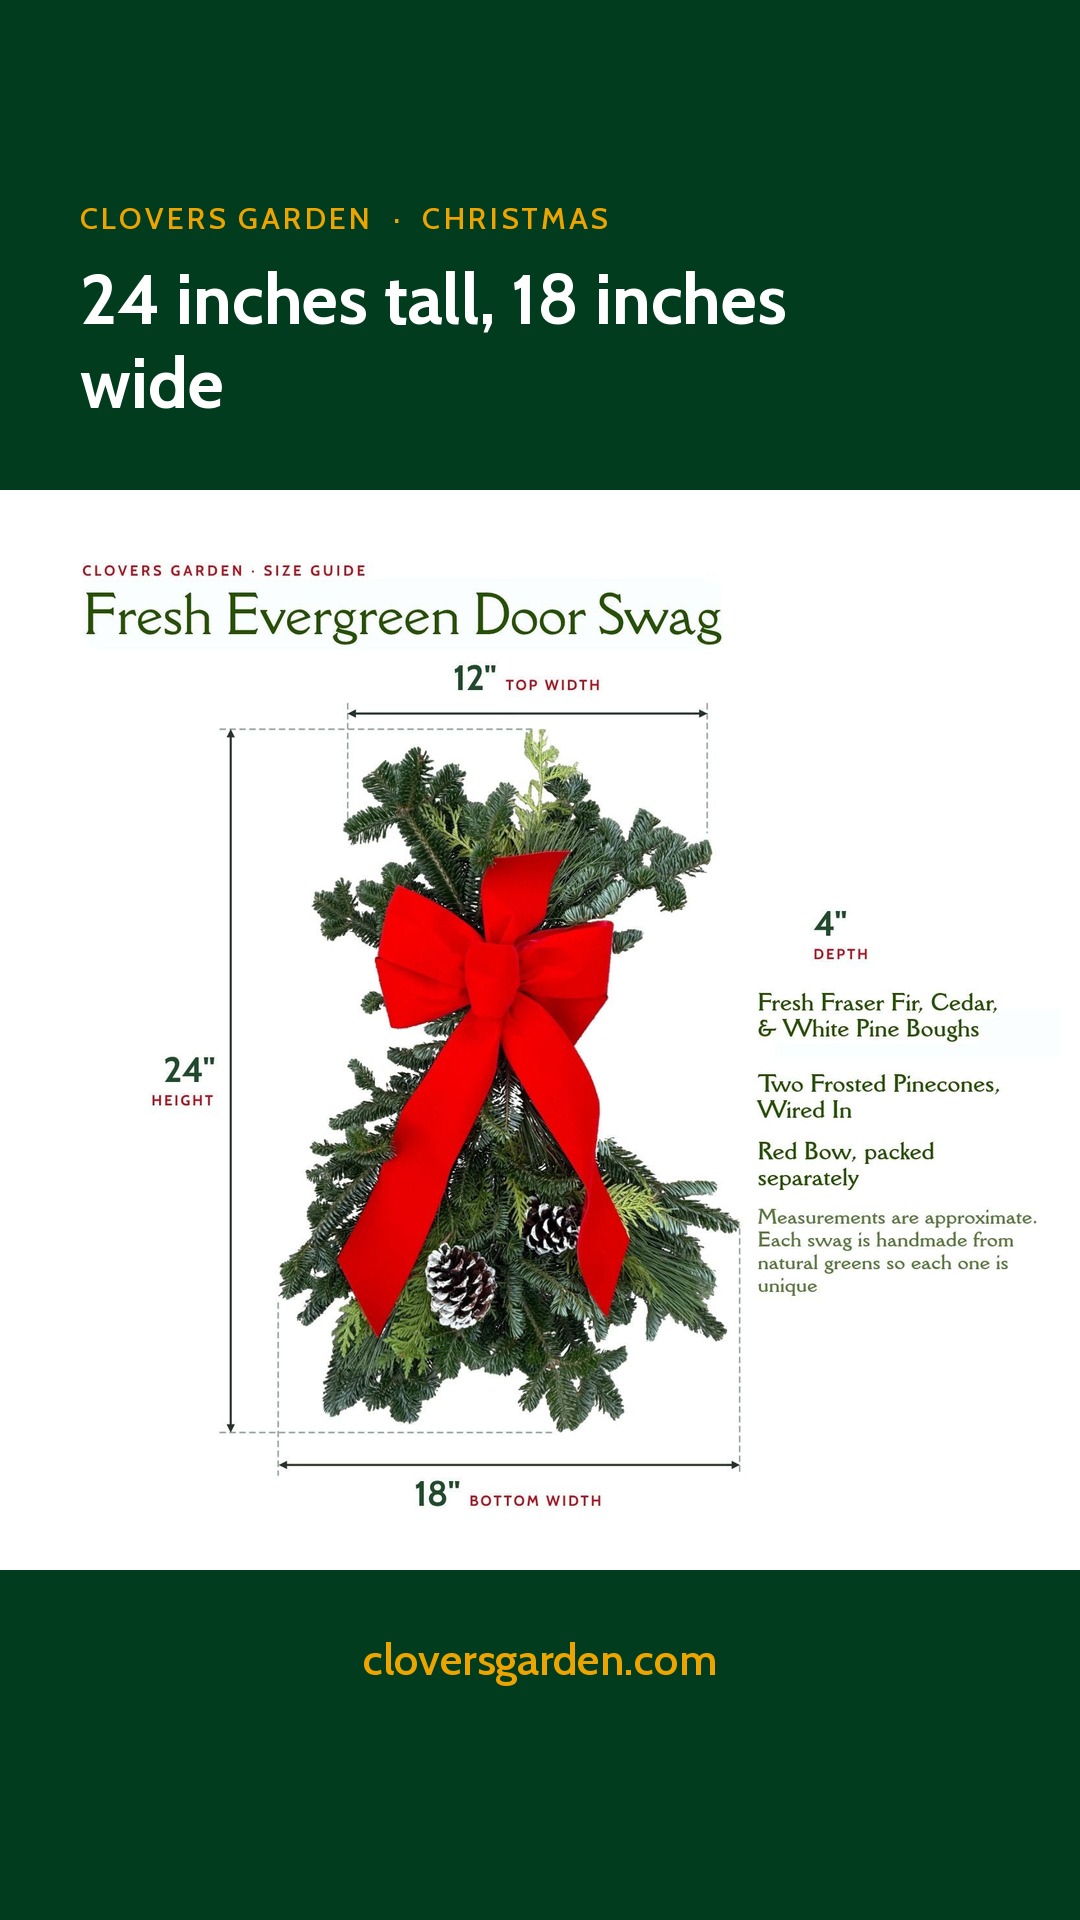 CLOVERS GARDEN · CHRISTMAS
24 inches tall, 18 inches
wide
CLOVERS GARDEN · SIZE GUIDE
Fresh Evergreen Door Swag
12" TOP WIDTH
4"
DEPTH
Fresh Fraser Fir, Cedar,
& White Pine Boughs
24"
HEIGHT
Two Frosted Pinecones,
Wired In
Red Bow, packed
separately
Measurements are approximate.
Each swag is handmade from
natural greens so each one is
unique
18" BOTTOM WIDTH
cloversgarden.com